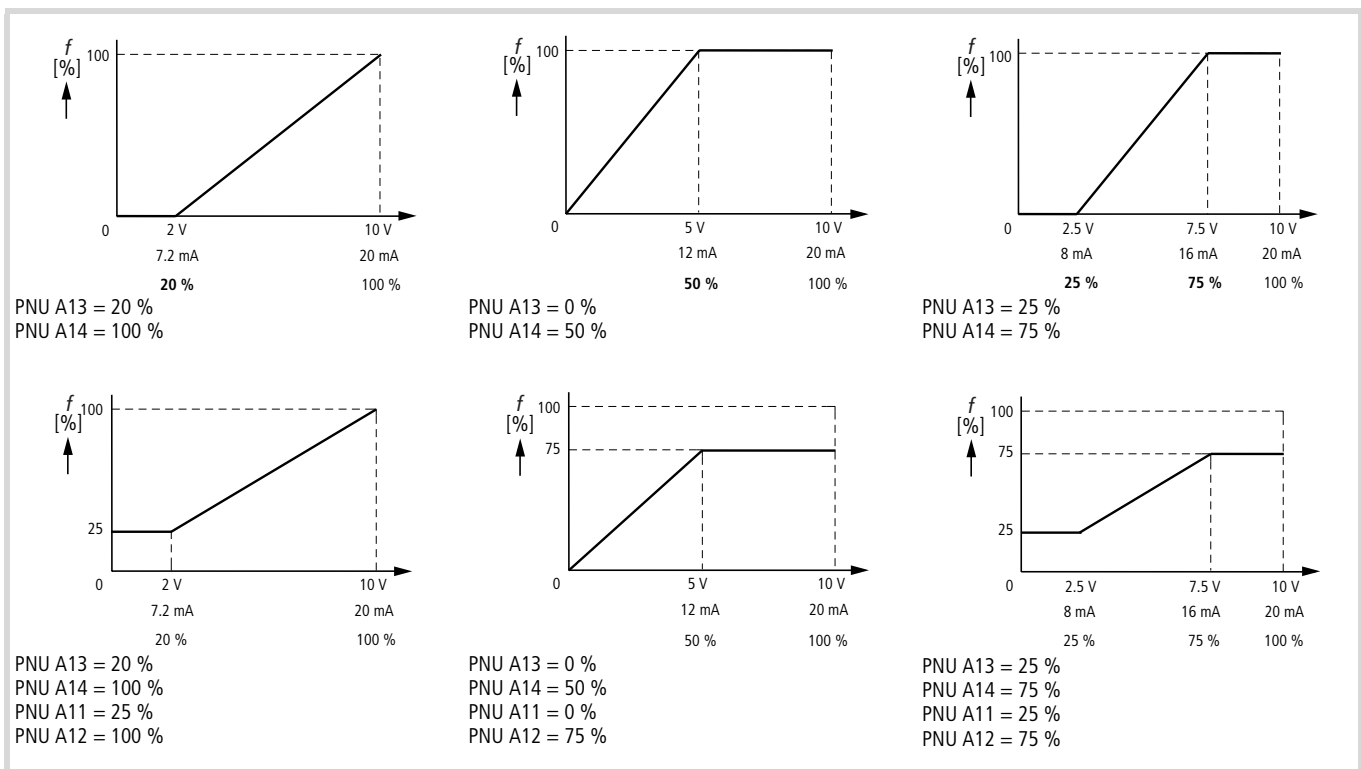 f
[%]
100
0
2 V
10 V
7.2 mA
20 mA
20 %
100 %
PNU A13 = 20 %
PNU A14 = 100 %
f
[%]
100
0
5 V
10 V
12 mA
20 mA
50 %
100 %
PNU A13 = 0 %
PNU A14 = 50 %
f
[%]
100
0
2.5 V
7.5 V
10 V
8 mA
16 mA
20 mA
25 %
75 %
100 %
PNU A13 = 25 %
PNU A14 = 75 %
f
[%]
100
25
0
2 V
10 V
7.2 mA
20 mA
20 %
100 %
PNU A13 = 20 %
PNU A14 = 100 %
PNU A11 = 25 %
PNU A12 = 100 %
f
[%]
100
75
0
5 V
10 V
12 mA
20 mA
50 %
100 %
PNU A13 = 0 %
PNU A14 = 50 %
PNU A11 = 0 %
PNU A12 = 75 %
f
[%]
100
75
25
0
2.5 V
7.5 V
10 V
8 mA
16 mA
20 mA
25 %
75 %
100 %
PNU A13 = 25 %
PNU A14 = 75 %
PNU A11 = 25 %
PNU A12 = 75 %